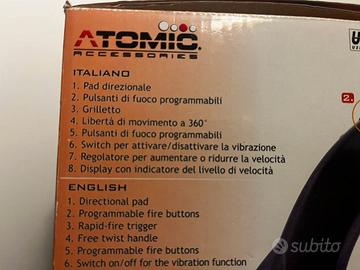 ATOMIC.
ACCESSORIES
ITALIANO
1. Pad direzionale
2. Pulsanti di fuoco programmabili
3. Grilletto
4. Libertà di movimento a 360°
5. Pulsanti di fuoco programmabili
6. Switch per attivare/disattivare la vibrazione
7. Regolatore per aumentare o ridurre la velocità
8. Display con indicatore del livello di velocità
ENGLISH
1. Directional pad
2. Programmable fire buttons
3. Rapid-fire trigger
4. Free twist handle
5. Programmable fire buttons
6. Switch on/off for the vibration function
2.
subito